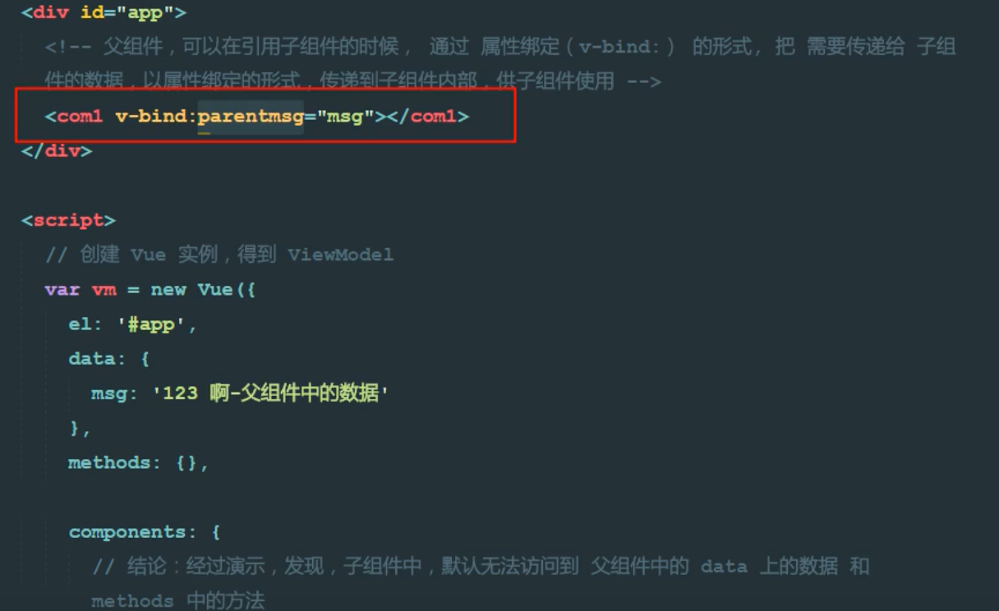 <div id="app">
<!-- 父组件，可以在引用子组件的时候， 通过 属性绑定（v-bind:） 的形式, 把 需要传递给 子组
件的数据，以属性绑定的形式，传递到子组件内部，供子组件使用 -->
<com1 v-bind:parentmsg="msg"></com1>
</div>
<script>
// 创建 Vue 实例，得到 ViewModel
var vm = new Vue({
el: '#app',
data: {
msg: '123 啊-父组件中的数据'
},
methods: {},
components: {
// 结论：经过演示，发现，子组件中，默认无法访问到 父组件中的 data 上的数据 和
methods 中的方法